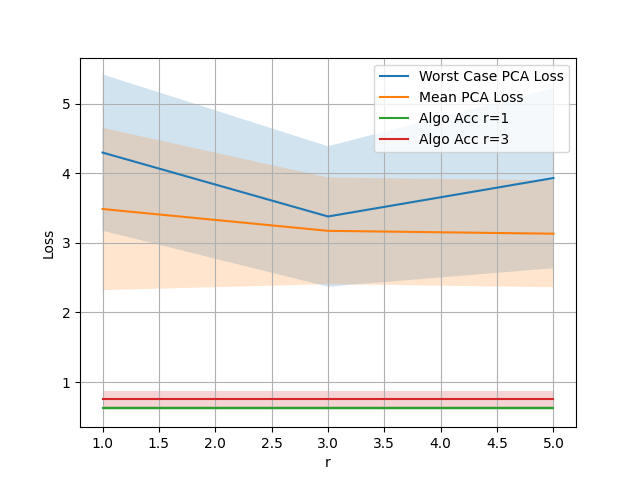 Worst Case PCA Loss
Mean PCA Loss
Algo Acc r=1
Algo Acc r=3
Loss
5
4
3
2
1
1.0 1.5 2.0 2.5 3.0 3.5 4.0 4.5 5.0
r